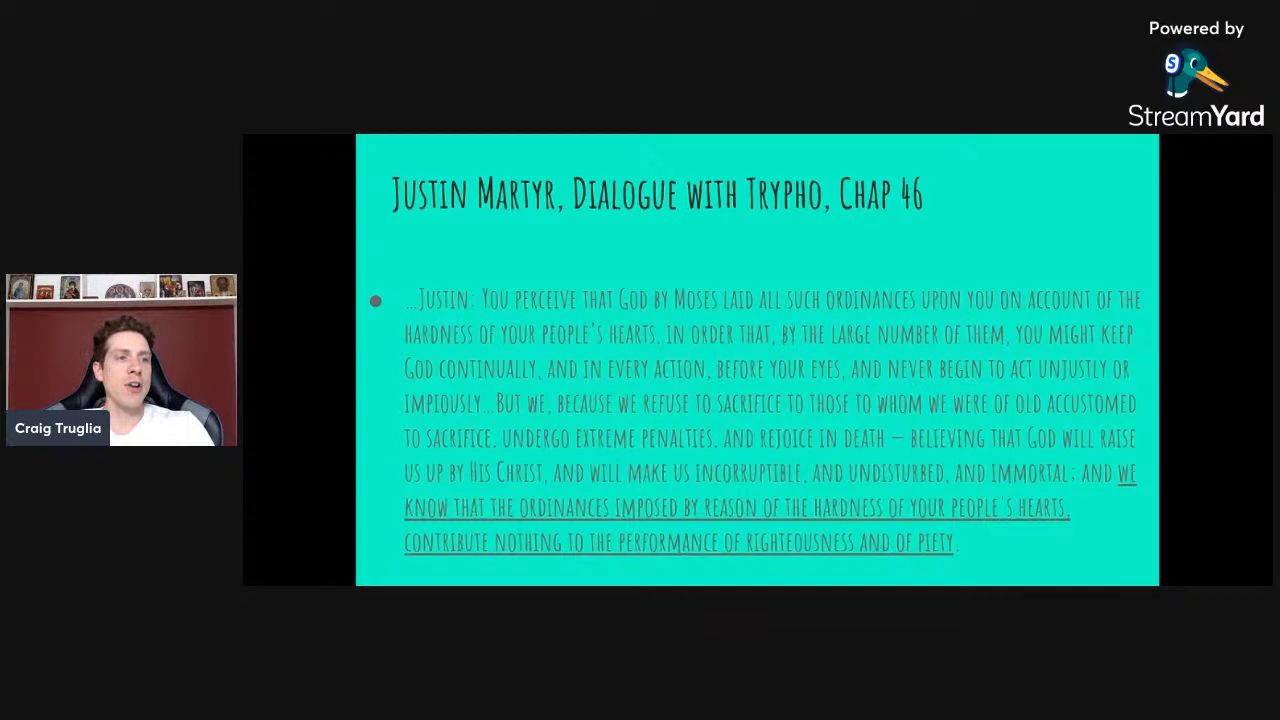 Powered by
S
StreamYard
Justin Martyr, Dialogue with Trypho, Chap 46
● …Justin: You perceive that God by Moses laid all such ordinances upon you on account of the
hardness of your people's hearts, in order that, by the large number of them, you might keep
God continually, and in every action, before your eyes, and never begin to act unjustly or
impiously…But we, because we refuse to sacrifice to those to whom we were of old accustomed
to sacrifice, undergo extreme penalties, and rejoice in death — believing that God will raise
us up by His Christ, and will make us incorruptible, and undisturbed, and immortal; and we
know that the ordinances imposed by reason of the hardness of your people's hearts,
contribute nothing to the performance of righteousness and of piety.
Craig Truglia